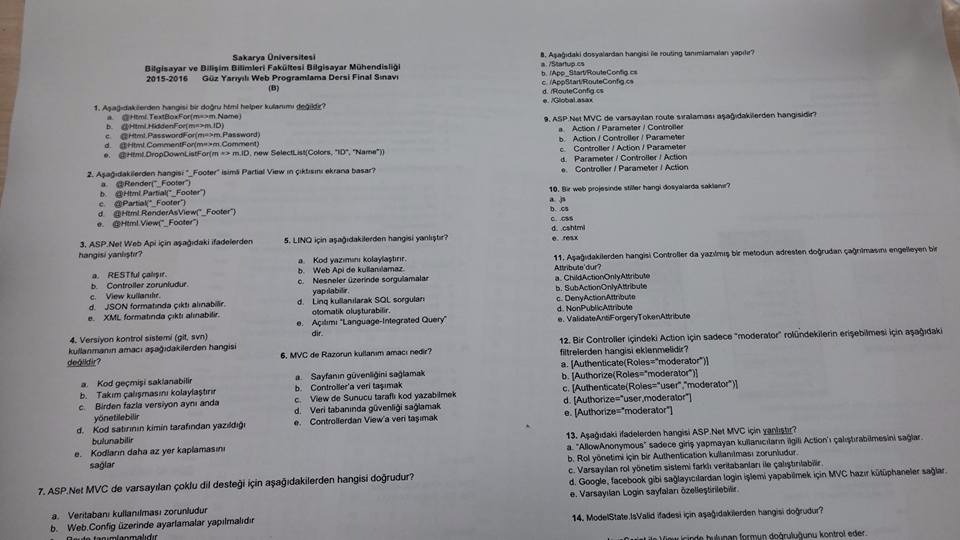 Sakarya Üniversitesi
Bilgisayar ve Bilişim Bilimleri Fakültesi Bilgisayar Mühendisliği
2015-2016 Güz Yarıyılı Web Programlama Dersi Final Sınavı
(B)
1. Aşağıdakilerden hangisi bir doğru html helper kulanımı değildir?
a. @Html.TextBoxFor(m=>m.Name)
b. @Html.HiddenFor(m=>m.ID)
c. @Html.PasswordFor(m=>m.Password)
d. @Html.CommentFor(m=>m.Comment)
e. @Html.DropDownListFor(m => m.ID, new SelectList(Colors, "ID", "Name"))
2. Aşağıdakilerden hangisi "_Footer" isimli Partial View ın çıktısını ekrana basar?
a. @Render("_Footer")
b. @Html.Partial("_Footer")
c. @Partial("_Footer")
d. @Html.RenderAsView("_Footer")
e. @Html.View("_Footer")
3. ASP.Net Web Api için aşağıdaki ifadelerden
hangisi yanlıştır?
a. RESTful çalışır.
b. Controller zorunludur.
c. View kullanılır.
d. JSON formatında çıktı alınabilir.
e. XML formatında çıktı alınabilir.
4. Versiyon kontrol sistemi (git, svn)
kullanmanın amacı aşağıdakilerden hangisi
değildir?
a. Kod geçmişi saklanabilir
b. Takım çalışmasını kolaylaştırır
c. Birden fazla versiyon aynı anda
yönetilebilir
d. Kod satırının kimin tarafından yazıldığı
bulunabilir
e. Kodların daha az yer kaplamasını
sağlar
5. LINQ için aşağıdakilerden hangisi yanlıştır?
a. Kod yazımını kolaylaştırır.
b. Web Api de kullanılamaz.
c. Nesneler üzerinde sorgulamalar
yapılabilir.
d. Linq kullanılarak SQL sorguları
otomatik oluşturabilir.
e. Açılımı "Language-Integrated Query"
dir.
6. MVC de Razorun kullanım amacı nedir?
a. Sayfanın güvenliğini sağlamak
b. Controller'a veri taşımak
c. View de Sunucu taraflı kod yazabilmek
d. Veri tabanında güvenliği sağlamak
e. Controllerdan View'a veri taşımak
7. ASP.Net MVC de varsayılan çoklu dil desteği için aşağıdakilerden hangisi doğrudur?
a. Veritabanı kullanılması zorunludur
b. Web.Config üzerinde ayarlamalar yapılmalıdır
Route tanımlanmalıdır
8. Aşağıdaki dosyalardan hangisi ile routing tanımlamaları yapılır?
a. /Startup.cs
b. /App_Start/RouteConfig.cs
c. /AppStart/RouteConfig.cs
d. /RouteConfig.cs
e. /Global.asax
9. ASP.Net MVC de varsayılan route sıralaması aşağıdakilerden hangisidir?
a. Action / Parameter / Controller
b. Action / Controller / Parameter
c. Controller / Action / Parameter
d. Parameter / Controller / Action
e. Controller / Parameter / Action
10. Bir web projesinde stiller hangi dosyalarda saklanır?
a. .js
b. .cs
c. .css
d. .cshtml
e. .resx
11. Aşağıdakilerden hangisi Controller da yazılmış bir metodun adresten doğrudan çağrılmasını engelleyen bir
Attribute'dur?
a. ChildActionOnlyAttribute
b. SubActionOnlyAttribute
c. DenyActionAttribute
d. NonPublicAttribute
e. ValidateAntiForgeryTokenAttribute
12. Bir Controller içindeki Action için sadece "moderator" rolündekilerin erişebilmesi için aşağıdaki
filtrelerden hangisi eklenmelidir?
a. [Authenticate(Roles="moderator")]
b. [Authorize(Roles="moderator")]
c. [Authenticate(Roles="user","moderator")]
d. [Authorize="user,moderator"]
e. [Authorize="moderator"]
13. Aşağıdaki ifadelerden hangisi ASP.Net MVC için yanlıştır?
a. "AllowAnonymous" sadece giriş yapmayan kullanıcıların ilgili Action'ı çalıştırabilmesini sağlar.
b. Rol yönetimi için bir Authentication kullanılması zorunludur.
c. Varsayılan rol yönetim sistemi farklı veritabanları ile çalıştırılabilir.
d. Google, facebook gibi sağlayıcılardan login işlemi yapabilmek için MVC hazır kütüphaneler sağlar.
e. Varsayılan Login sayfaları özelleştirilebilir.
14. ModelState.IsValid ifadesi için aşağıdakilerden hangisi doğrudur?
ile View içinde bulunan formun doğruluğunu kontrol eder.